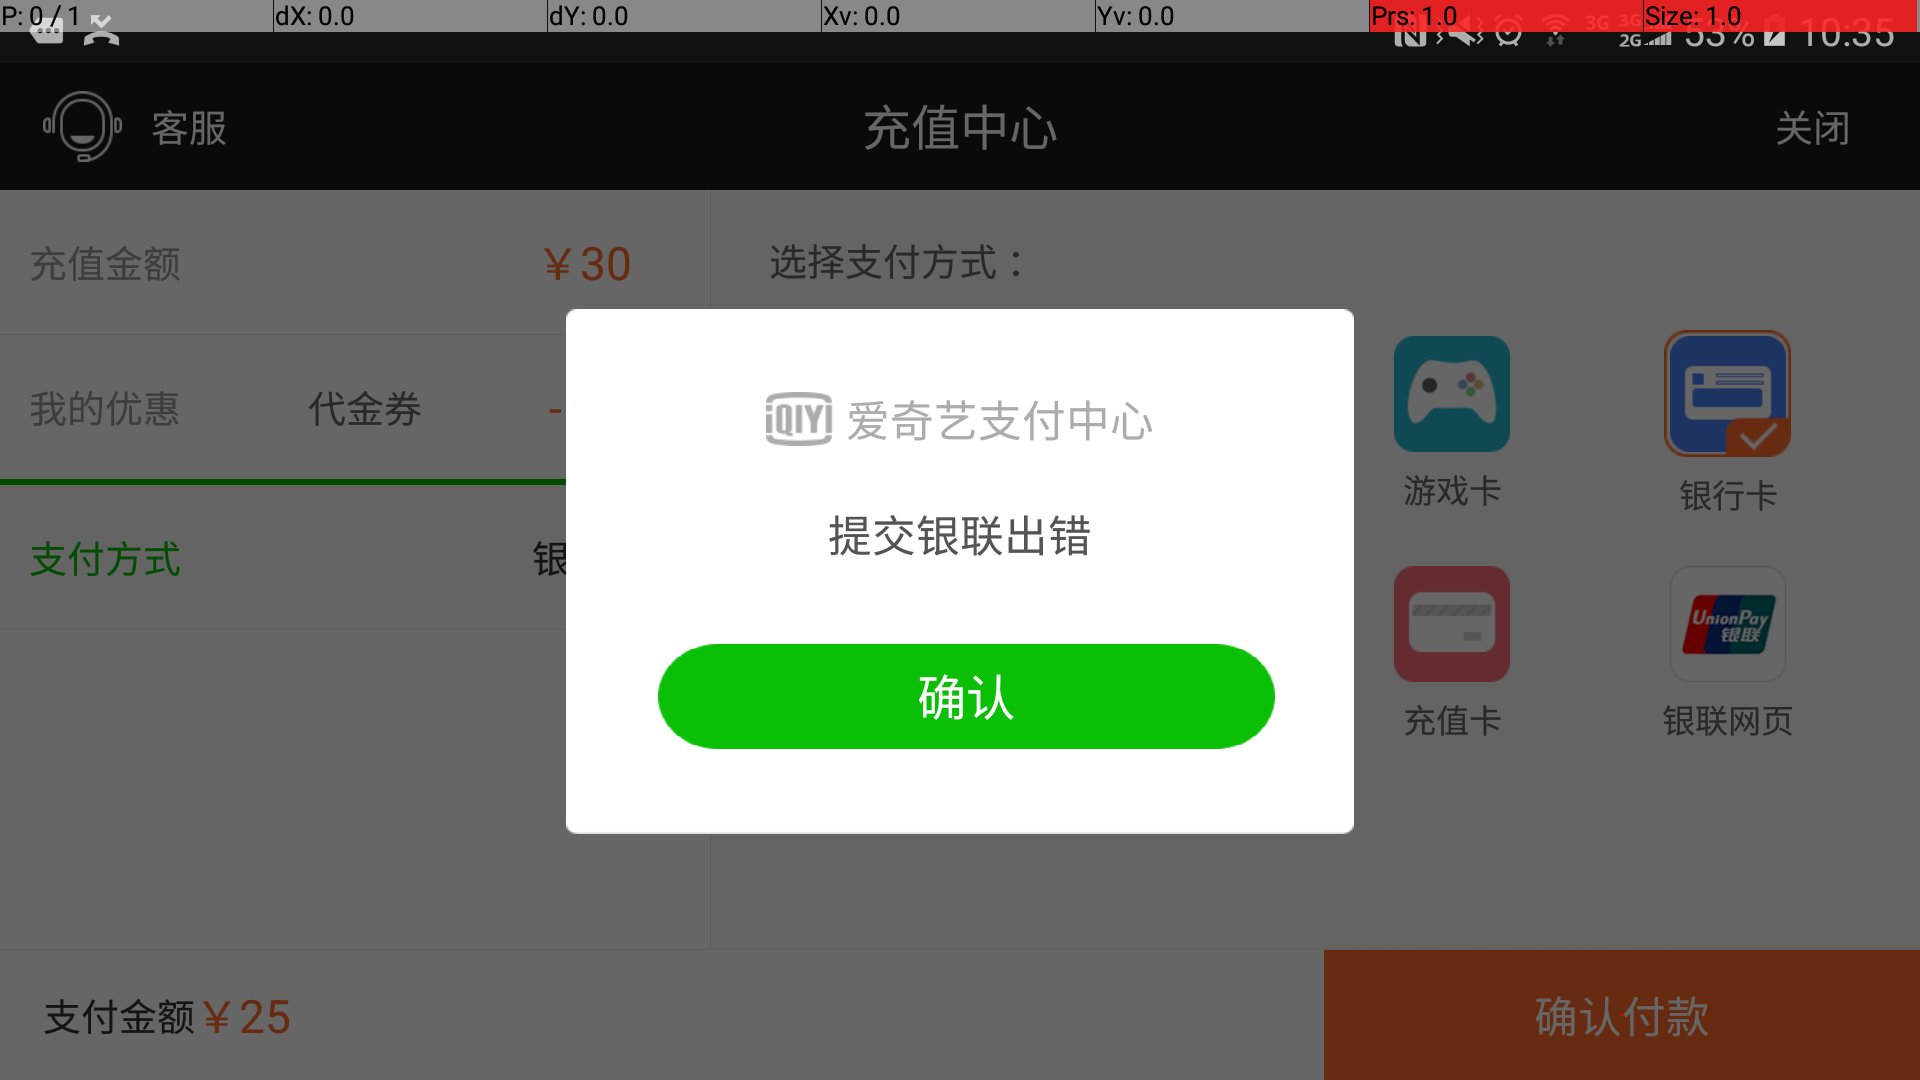 P: 0 / 1 dX: 0.0 dY: 0.0 Xv: 0.0 Yv: 0.0 Prs: 1.0 Size: 1.0
3G 3G 2G 53% 10:35
客服 充值中心 关闭
充值金额 ￥30
选择支付方式：
我的优惠 代金券 -
支付方式 银
iQIYI 爱奇艺支付中心
提交银联出错
确认
游戏卡 银行卡
UnionPay
银联
充值卡 银联网页
支付金额￥25
确认付款